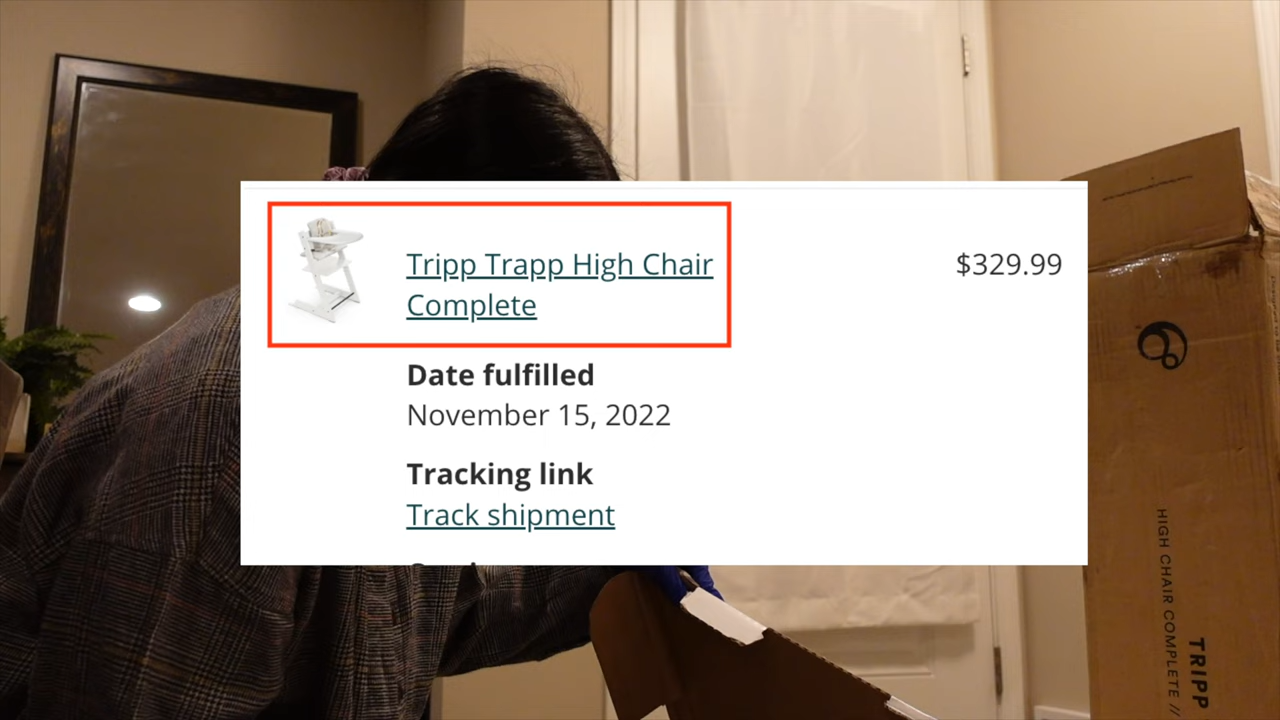 Tripp Trapp High Chair
Complete
$329.99
Date fulfilled
November 15, 2022
Tracking link
Track shipment
TRIPP
HIGH CHAIR COMPLETE //